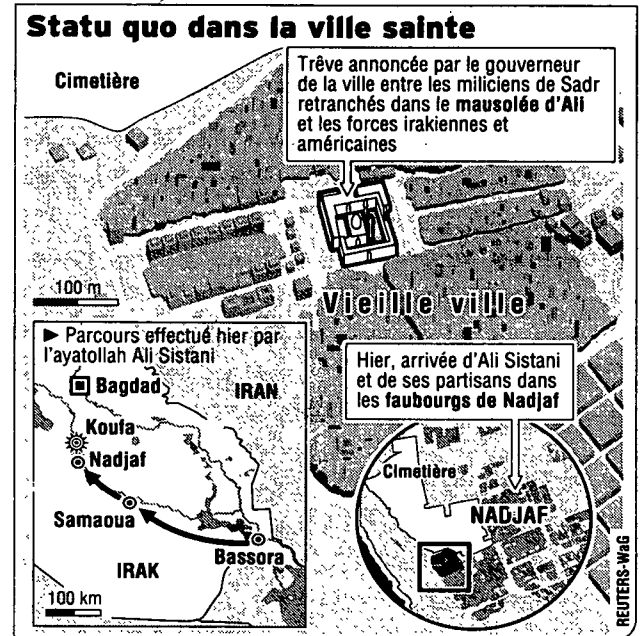 Statu quo dans la ville sainte
Cimetière
Trêve annoncée par le gouverneur
de la ville entre les miliciens de Sadr
retranchés dans le mausolée d'Ali
et les forces irakiennes et
américaines
100 m
Vieille ville
► Parcours effectué hier par
l'ayatollah Ali Sistani
Bagdad
IRAN
Koufa
Nadjaf
Samaoua
Bassora
IRAK
100 km
Hier, arrivée d'Ali Sistani
et de ses partisans dans
les faubourgs de Nadjaf
Cimetière
NADJAF
REUTERS-WaG